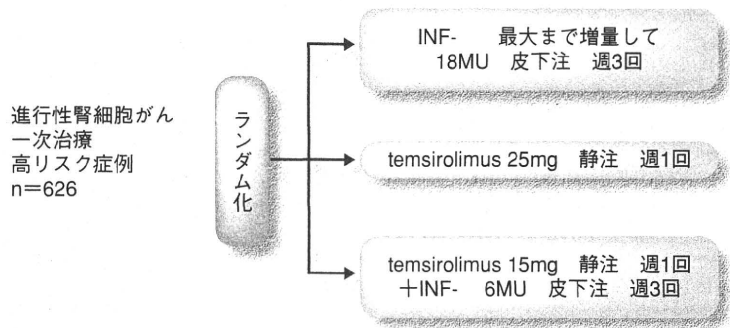 進行性腎細胞がん
一次治療
高リスク症例
n＝626
ランダム化
INF-　最大まで増量して
18MU　皮下注　週3回
temsirolimus 25mg　静注　週1回
temsirolimus 15mg　静注　週1回
＋INF-　6MU　皮下注　週3回